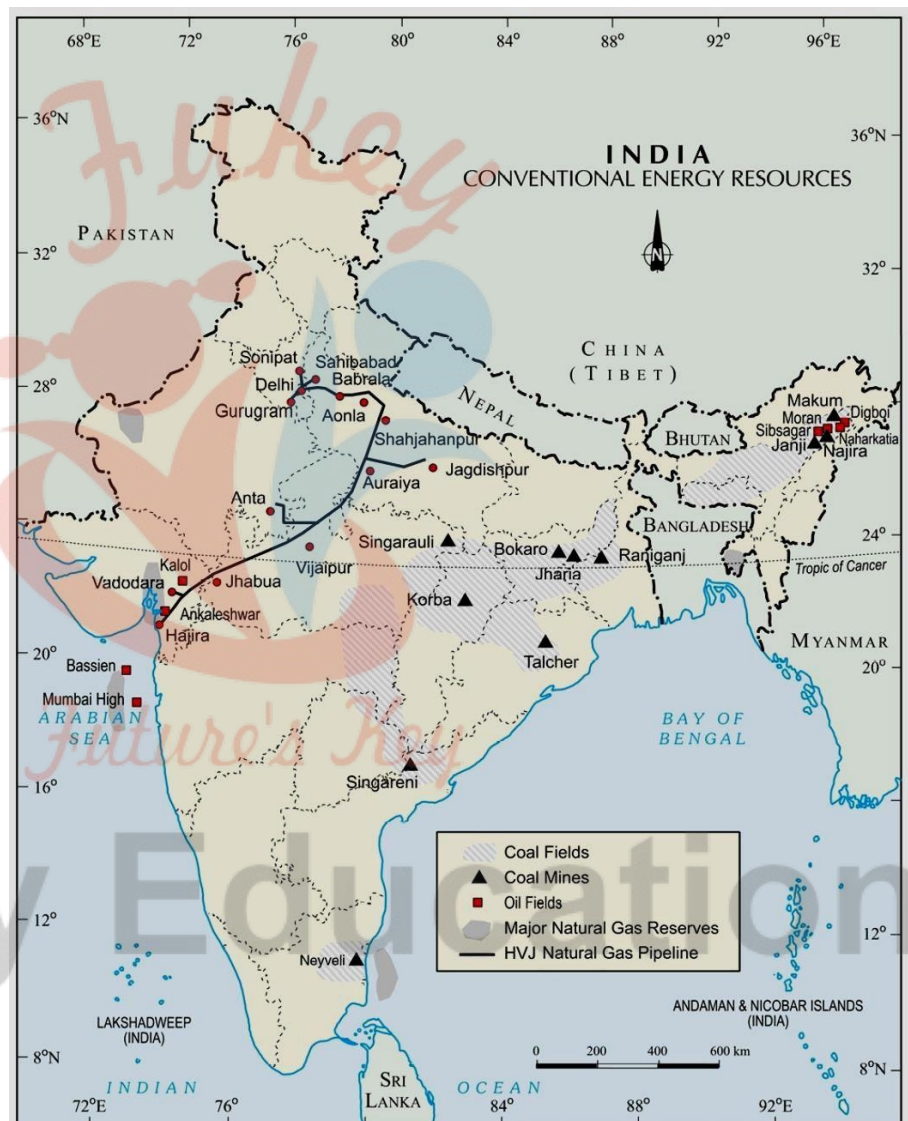 68°E
72°
76°
80°
84°
88°
92°
96°E
36°N
36°N
INDIA
CONVENTIONAL ENERGY RESOURCES
Fukey
N
PAKISTAN
32°
32°
CHINA
(TIBET)
Sonipat
Sahibabad
Delhi
Babrala
28°
28°
Gurugram
Aonla
NEPAL
Makum
Moran
Digboi
Sibsagar
Naharkatia
Janji
Najira
BHUTAN
Shahjahanpur
Jagdishpur
Auraiya
Anta
BANGLADESH
24°
24°
Singarauli
Bokaro
Raniganj
Jharia
Tropic of Cancer
Vijaipur
Kalol
Vadodara
Jhabua
Korba
Ankaleshwar
Hajira
MYANMAR
Talcher
20°
20°
Bassien
Mumbai High
ARABIAN
SEA
BAY OF
BENGAL
Future's Key
Singareni
16°
16°
y Education
Coal Fields
Coal Mines
Oil Fields
Major Natural Gas Reserves
HVJ Natural Gas Pipeline
12°
12°
Neyveli
LAKSHADWEEP
(INDIA)
ANDAMAN & NICOBAR ISLANDS
(INDIA)
8°N
8°N
0 200 400 600 km
INDIAN
OCEAN
SRI
LANKA
72°
76°
84°
88°
92°